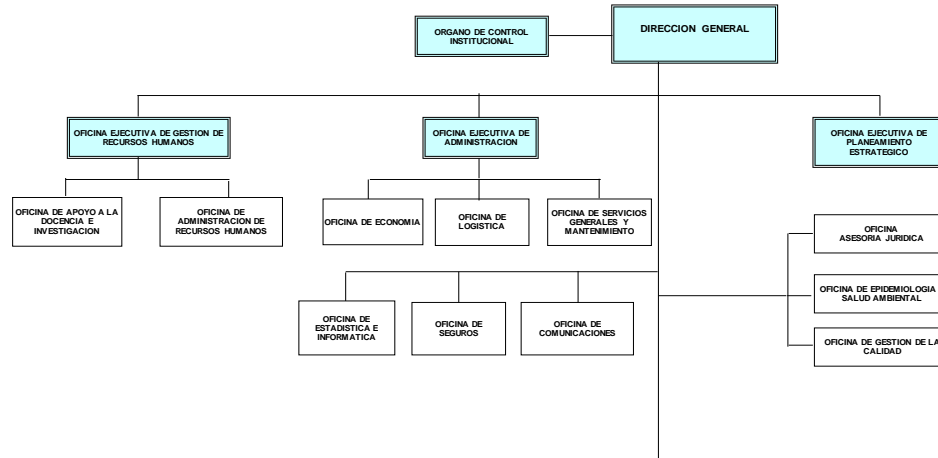 ORGANO DE CONTROL
INSTITUCIONAL
DIRECCION GENERAL
OFICINA EJECUTIVA DE GESTION DE
RECURSOS HUMANOS
OFICINA EJECUTIVA DE
ADMINISTRACION
OFICINA EJECUTIVA DE
PLANEAMIENTO
ESTRATEGICO
OFICINA DE APOYO A LA
DOCENCIA E
INVESTIGACION
OFICINA DE
ADMINISTRACION DE
RECURSOS HUMANOS
OFICINA DE ECONOMIA
OFICINA DE
LOGISTICA
OFICINA DE SERVICIOS
GENERALES Y
MANTENIMIENTO
OFICINA
ASESORIA JURIDICA
OFICINA DE EPIDEMIOLOGIA
SALUD AMBIENTAL
OFICINA DE GESTION DE LA
CALIDAD
OFICINA DE
ESTADISTICA E
INFORMATICA
OFICINA DE
SEGUROS
OFICINA DE
COMUNICACIONES